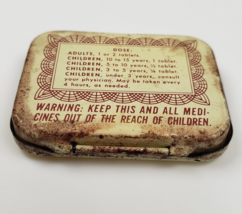 DOSE
ADULTS, 1 or 2 tablets.
CHILDREN, 10 to 15 years, 1 tablet.
CHILDREN, 5 to 10 years, ½ tablet.
CHILDREN, 3 to 5 years, ¼ tablet.
CHILDREN, under 3 years, consult
your physician. May be taken every
4 hours, as needed.
WARNING: KEEP THIS AND ALL MEDI-
CINES OUT OF THE REACH OF CHILDREN.